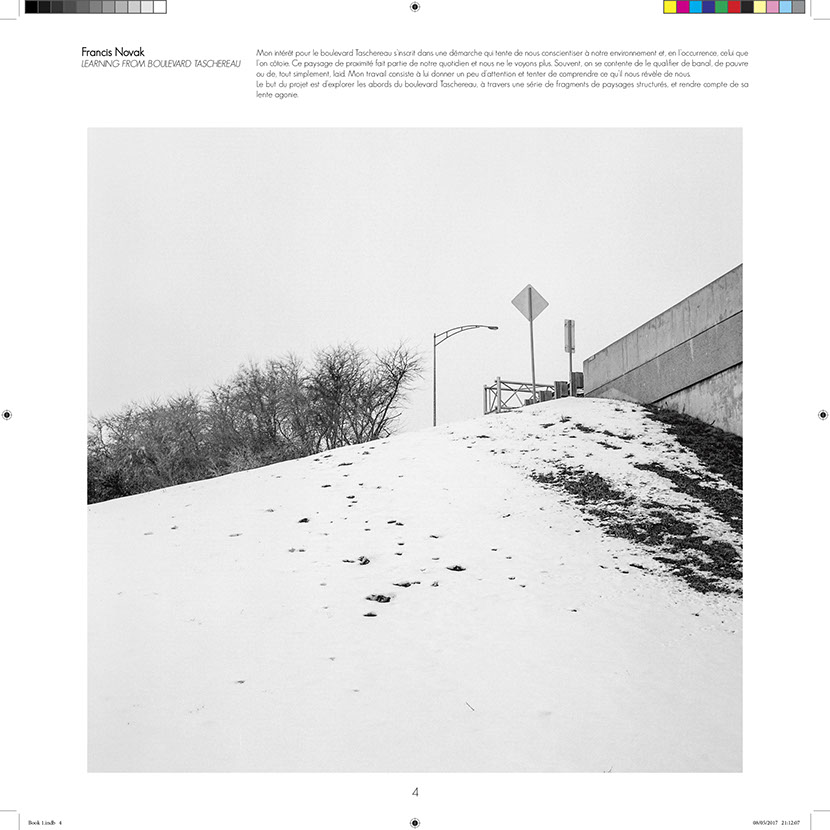 Francis Novak
LEARNING FROM BOULEVARD TASCHEREAU
Mon intérêt pour le boulevard Taschereau s'inscrit dans une démarche qui tente de nous conscientiser à notre environnement et, en l'occurrence, celui que
l'on côtoie. Ce paysage de proximité fait partie de notre quotidien et nous ne le voyons plus. Souvent, on se contente de le qualifier de banal, de pauvre
ou de, tout simplement, laid. Mon travail consiste à lui donner un peu d'attention et tenter de comprendre ce qu'il nous révèle de nous.
Le but du projet est d'explorer les abords du boulevard Taschereau, à travers une série de fragments de paysages structurés, et rendre compte de sa
lente agonie.
4
Book 1.indb 4
08/05/2017 21:12:07